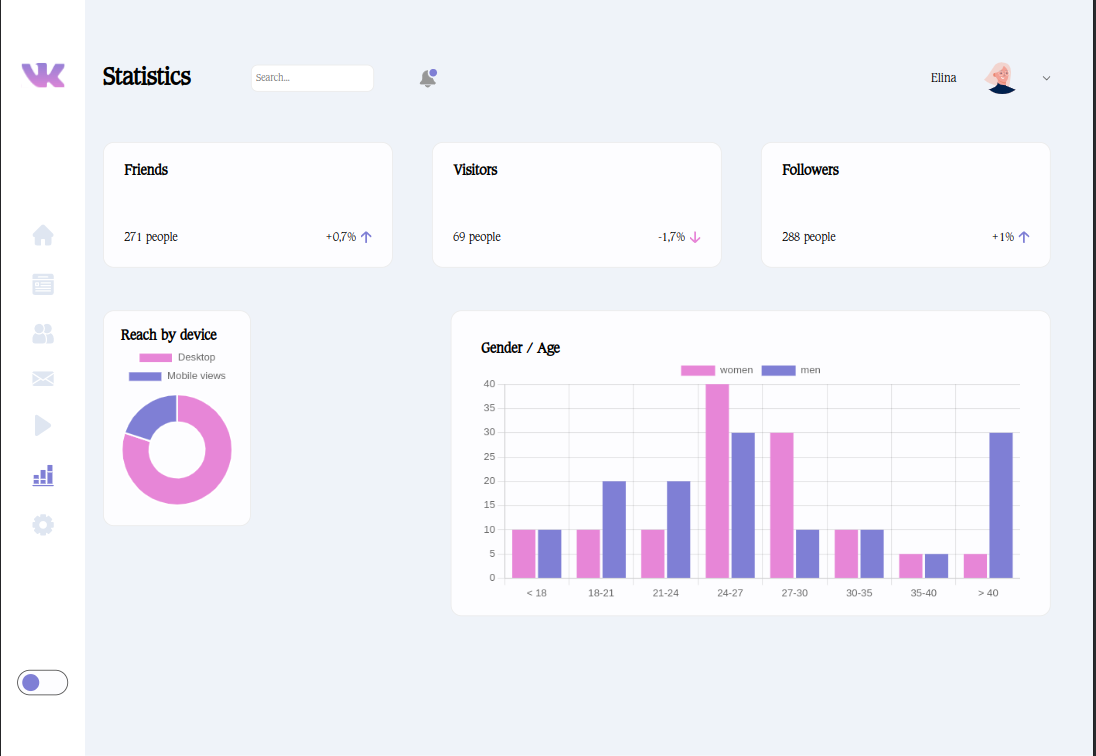 VK
Statistics
Search...
Elina
Friends
271 people
+0,7%
Visitors
69 people
-1,7%
Followers
288 people
+1%
Reach by device
Desktop
Mobile views
Gender / Age
women
men
40
35
30
25
20
15
10
5
0
< 18
18-21
21-24
24-27
27-30
30-35
35-40
> 40